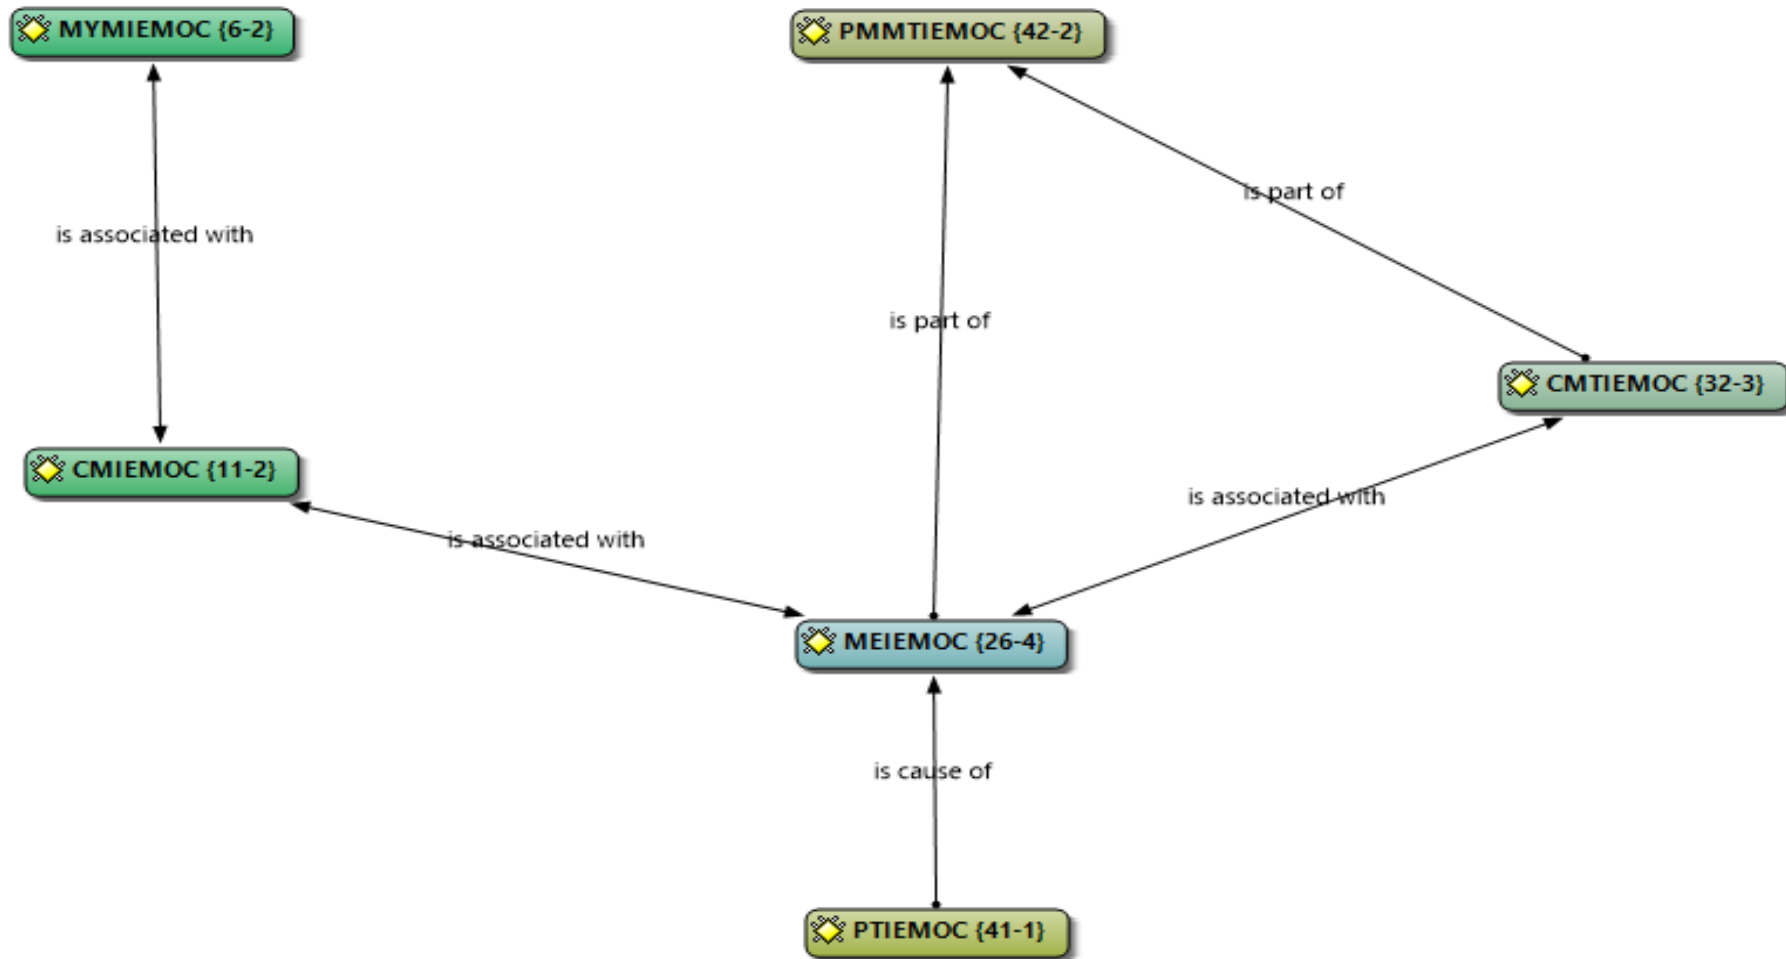 MYMIEMOC {6-2}
PMMTIEMOC {42-2}
is part of
is associated with
is part of
CMTIEMOC {32-3}
CMIEMOC {11-2}
is associated with
is associated with
MEIEMOC {26-4}
is cause of
PTIEMOC {41-1}